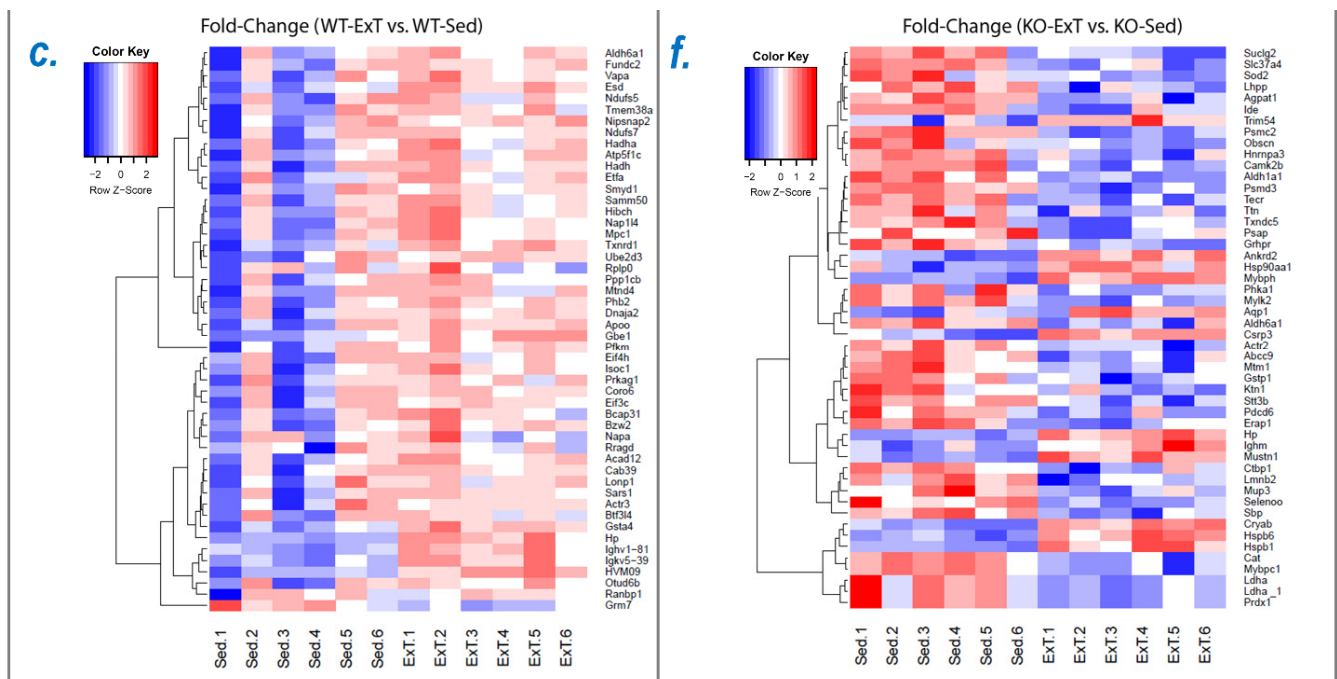 c.
Fold-Change (WT-ExT vs. WT-Sed)
Color Key
−2 0 2
Row Z-Score
Aldh6a1
Fundc2
Vapa
Esd
Ndufs5
Tmem38a
Nipsnap2
Ndufs7
Hadha
Atp5f1c
Hadh
Etfa
Smyd1
Samm50
Hibch
Nap1l4
Mpc1
Txnrd1
Ube2d3
Rplp0
Ppp1cb
Mtnd4
Phb2
Dnaja2
Apoo
Gbe1
Pfkm
Eif4h
Isoc1
Prkag1
Coro6
Eif3c
Bcap31
Bzw2
Napa
Rragd
Acad12
Cab39
Lonp1
Sars1
Actr3
Btf3l4
Gsta4
Hp
Ighv1−81
Igkv5−39
HVM09
Otud6b
Ranbp1
Grm7
Sed.1 Sed.2 Sed.3 Sed.4 Sed.5 Sed.6 ExT.1 ExT.2 ExT.3 ExT.4 ExT.5 ExT.6
f.
Fold-Change (KO-ExT vs. KO-Sed)
Color Key
−2 −1 0 1 2
Row Z-Score
Suclg2
Slc37a4
Sod2
Lhpp
Agpat1
Ide
Trim54
Psmc2
Obscn
Hnrnpa3
Camk2b
Aldh1a1
Psmd3
Tecr
Ttn
Txndc5
Psap
Grhpr
Ankrd2
Hsp90aa1
Mybph
Phka1
Mylk2
Aqp1
Aldh6a1
Csrp3
Actr2
Abcc9
Mtm1
Gstp1
Ktn1
Stt3b
Pdcd6
Erap1
Hp
Ighm
Mustn1
Ctbp1
Lmnb2
Mup3
Selenoo
Sbp
Cryab
Hspb6
Hspb1
Cat
Mybpc1
Ldha
Ldha_1
Prdx1
Sed.1 Sed.2 Sed.3 Sed.4 Sed.5 Sed.6 ExT.1 ExT.2 ExT.3 ExT.4 ExT.5 ExT.6